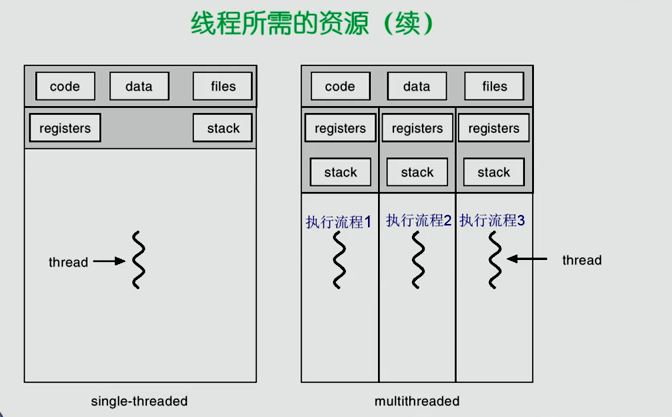 线程所需的资源（续）
code data files
registers stack
thread
single-threaded
code data files
registers registers registers
stack stack stack
执行流程1 执行流程2 执行流程3
thread
multithreaded